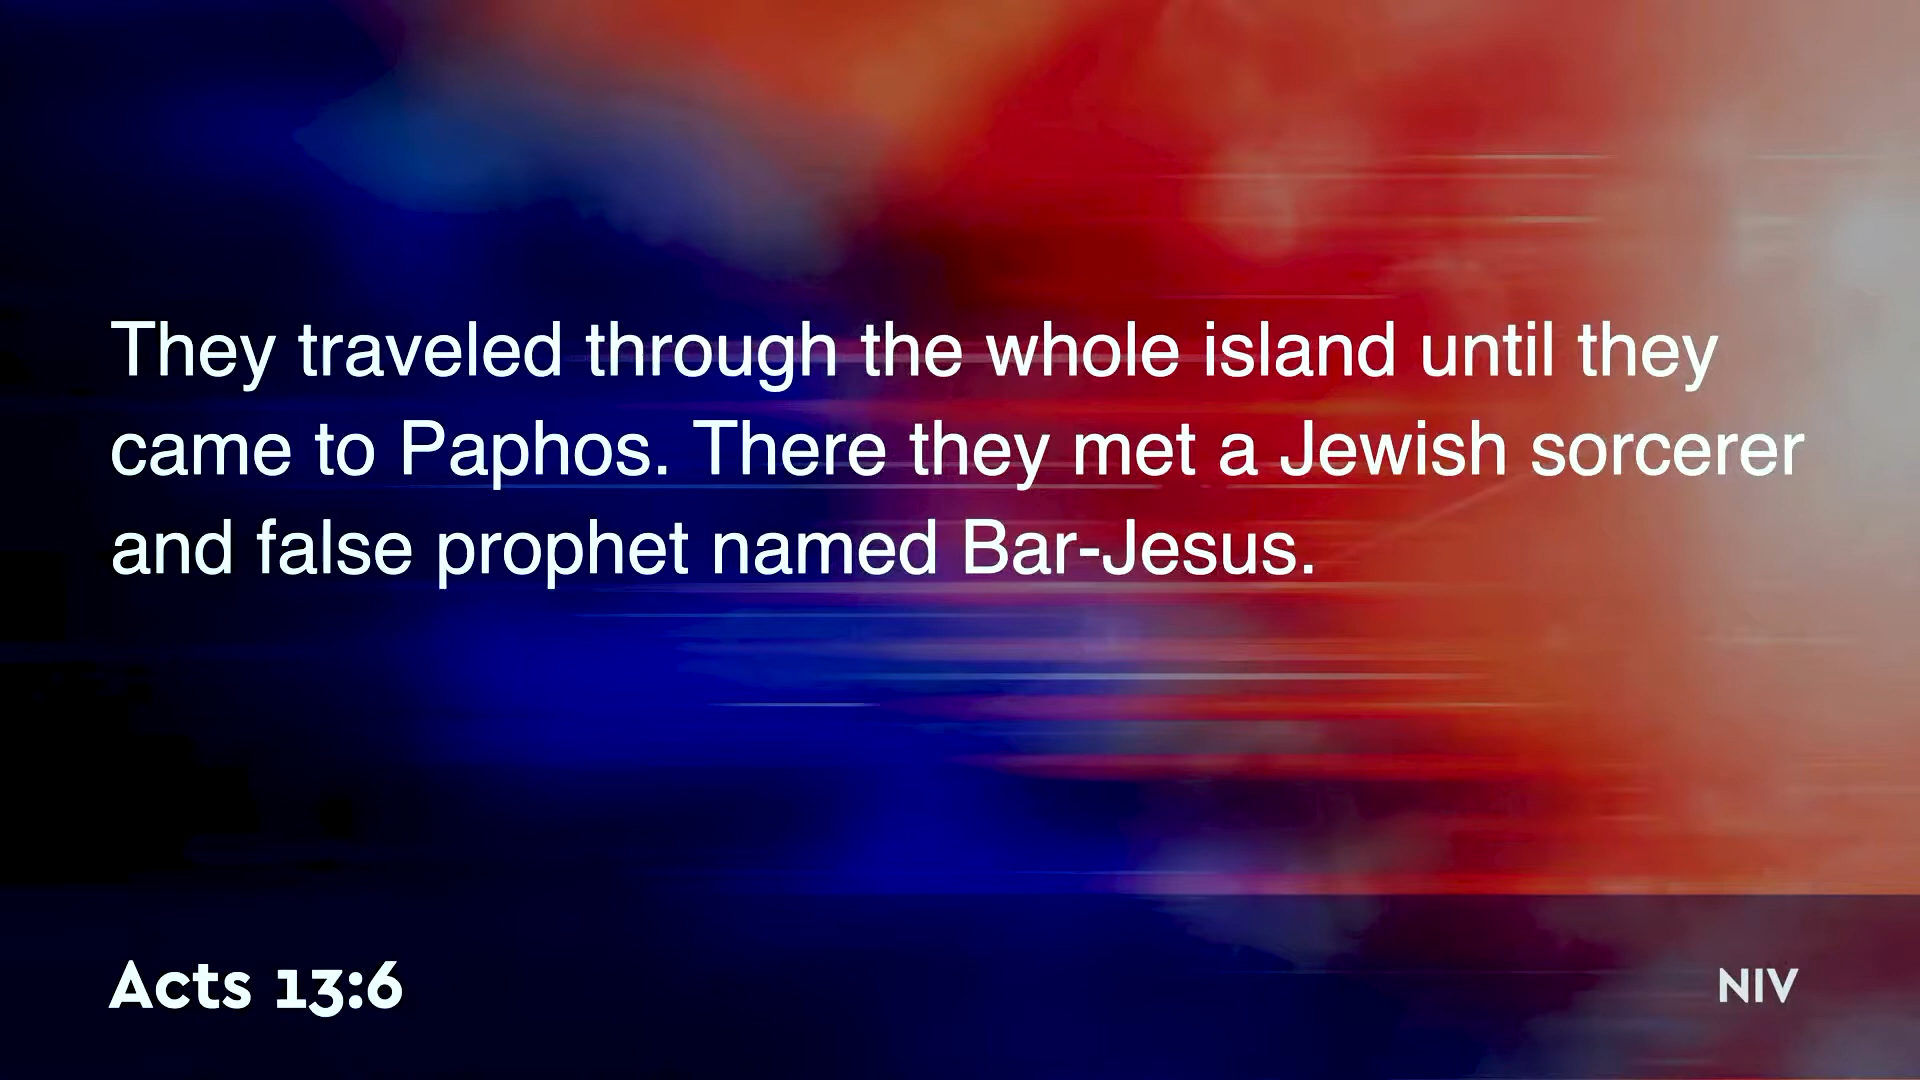 They traveled through the whole island until they
came to Paphos. There they met a Jewish sorcerer
and false prophet named Bar-Jesus.
Acts 13:6
NIV